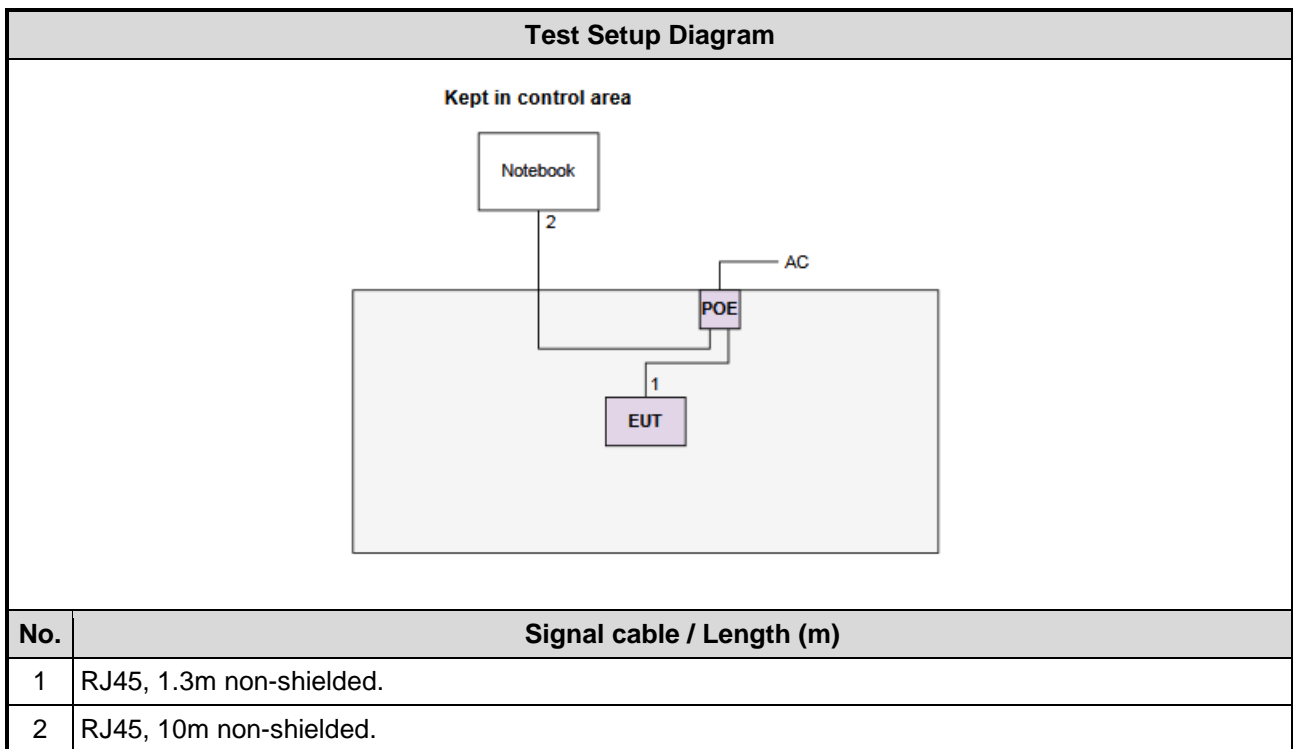 Test Setup Diagram
Kept in control area
Notebook
2
AC
POE
1
EUT
No. Signal cable / Length (m)
1 RJ45, 1.3m non-shielded.
2 RJ45, 10m non-shielded.